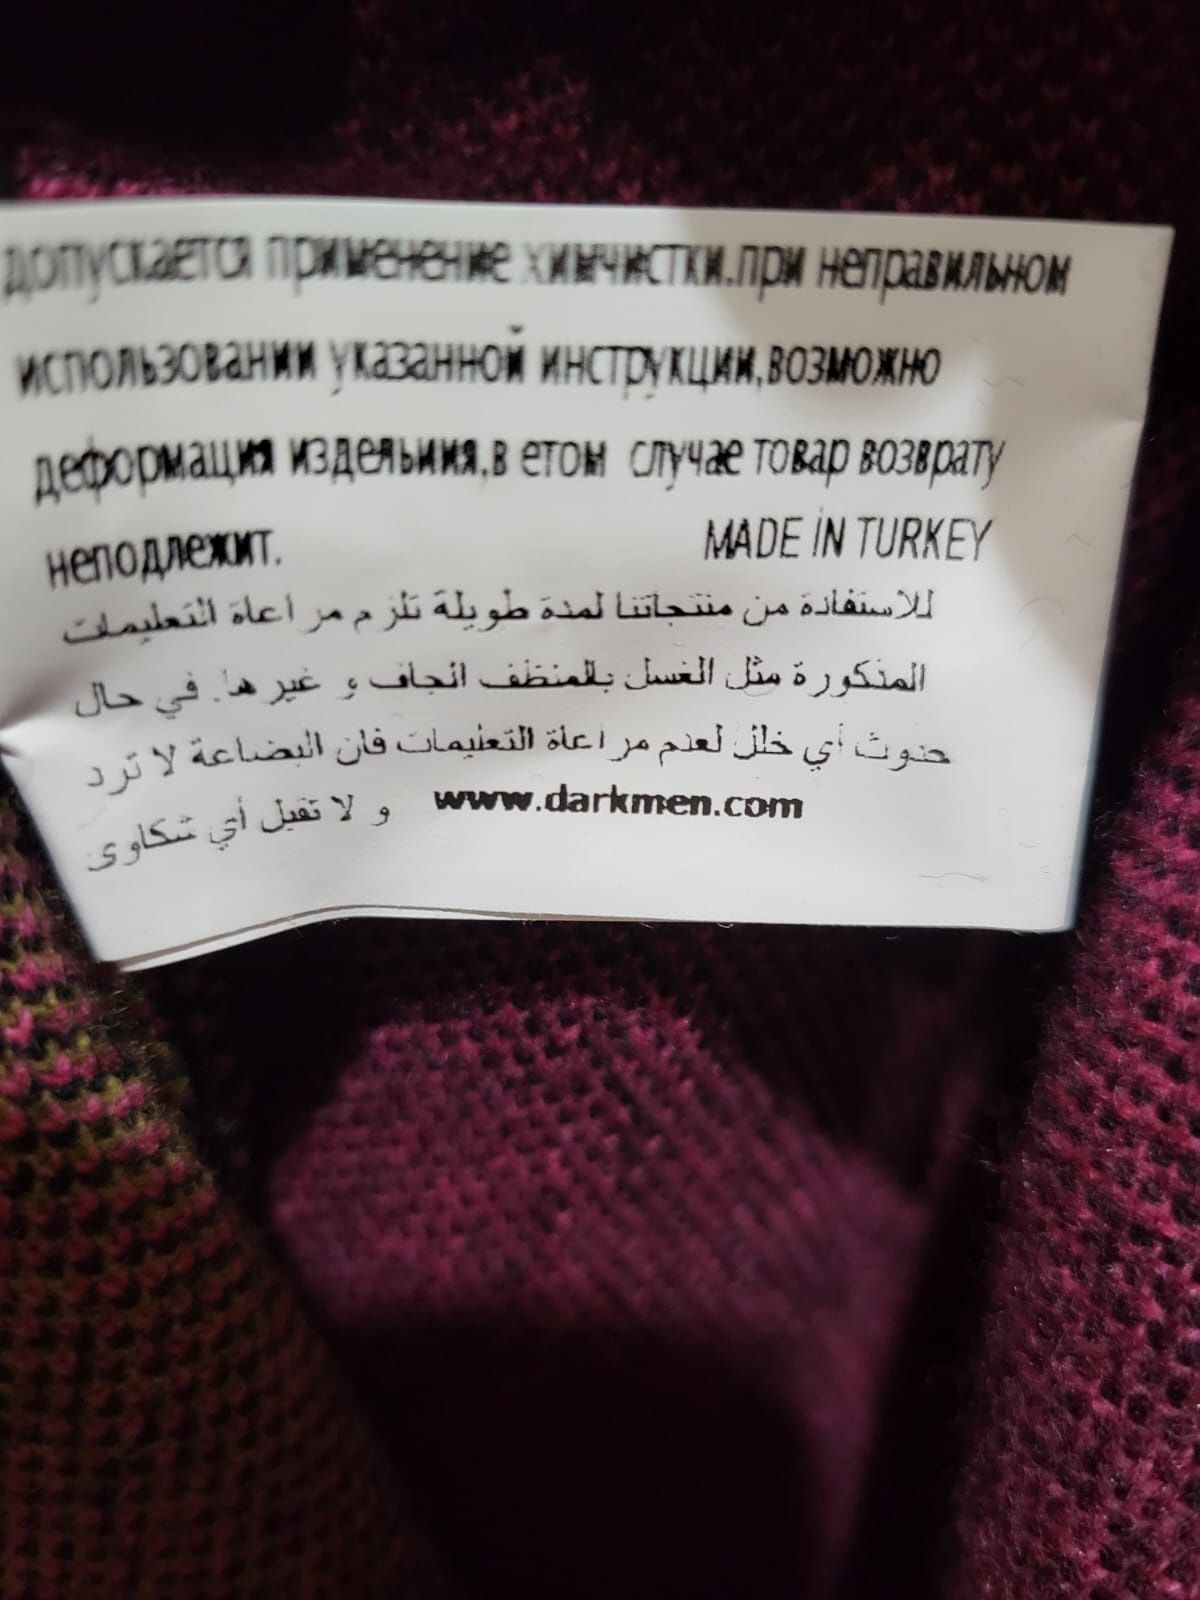 допускается применение химчистки.при неправильном
использовании указанной инструкции,возможно
деформация издельиия,в етом случае товар возврату
неподлежит. MADE İN TURKEY
للاستفادة من منتجاتنا لمدة طويلة تلزم مراعاة التعليمات
المذكورة مثل الغسل بالمنظف الجاف و غيرها. في حال
حدوث أي خلل لعدم مراعاة التعليمات فان البضاعة لا ترد
و لا تقبل أي شكاوى www.darkmen.com